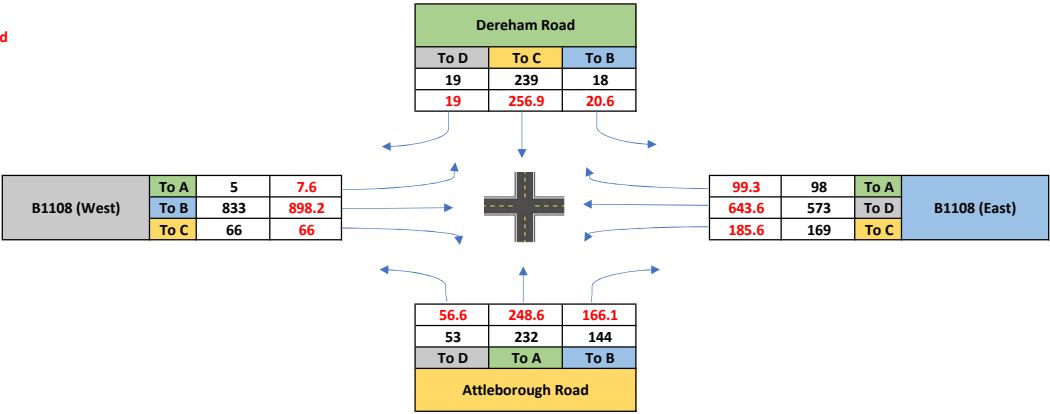 Dereham Road
d
To D To C To B
19 239 18
19 256.9 20.6
B1108 (West)
To A 5 7.6
To B 833 898.2
To C 66 66
99.3 98 To A
643.6 573 To D
185.6 169 To C
B1108 (East)
56.6 248.6 166.1
53 232 144
To D To A To B
Attleborough Road